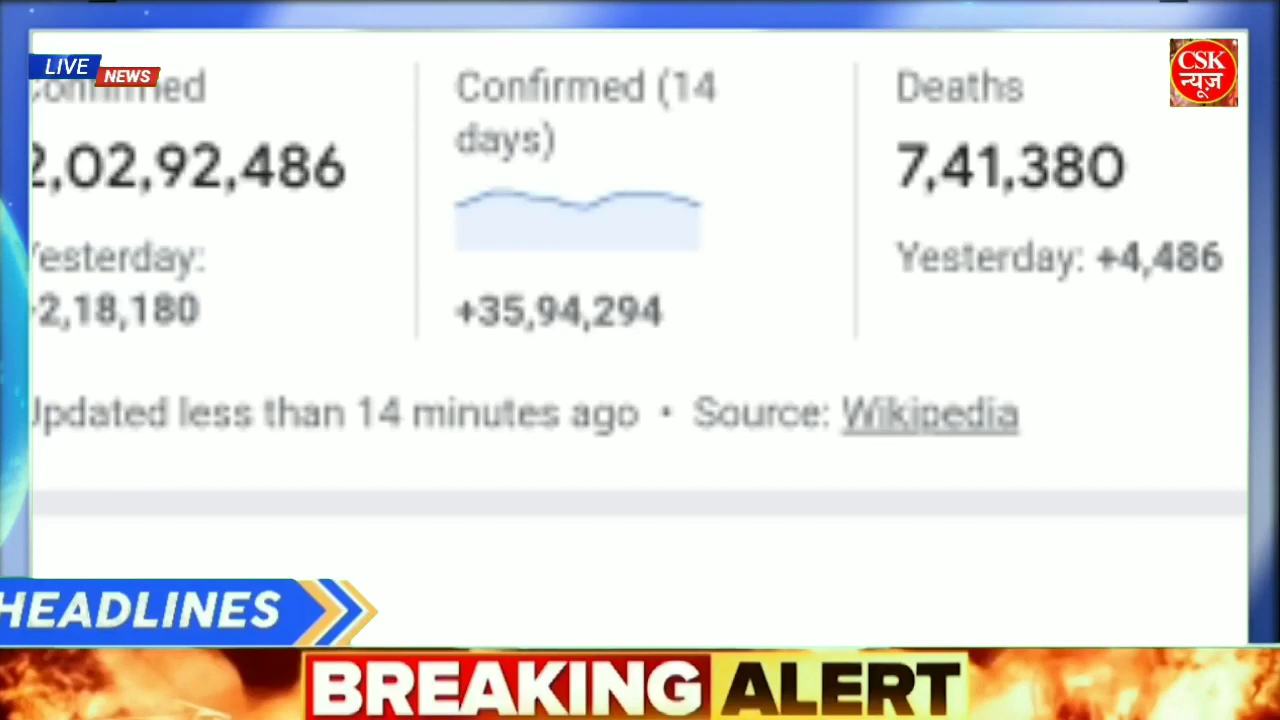 LIVE
NEWS
CSK
न्यूज़
Confirmed
2,02,92,486
Yesterday:
2,18,180
Confirmed (14
days)
+35,94,294
Deaths
7,41,380
Yesterday: +4,486
Updated less than 14 minutes ago • Source: Wikipedia
HEADLINES
BREAKING ALERT